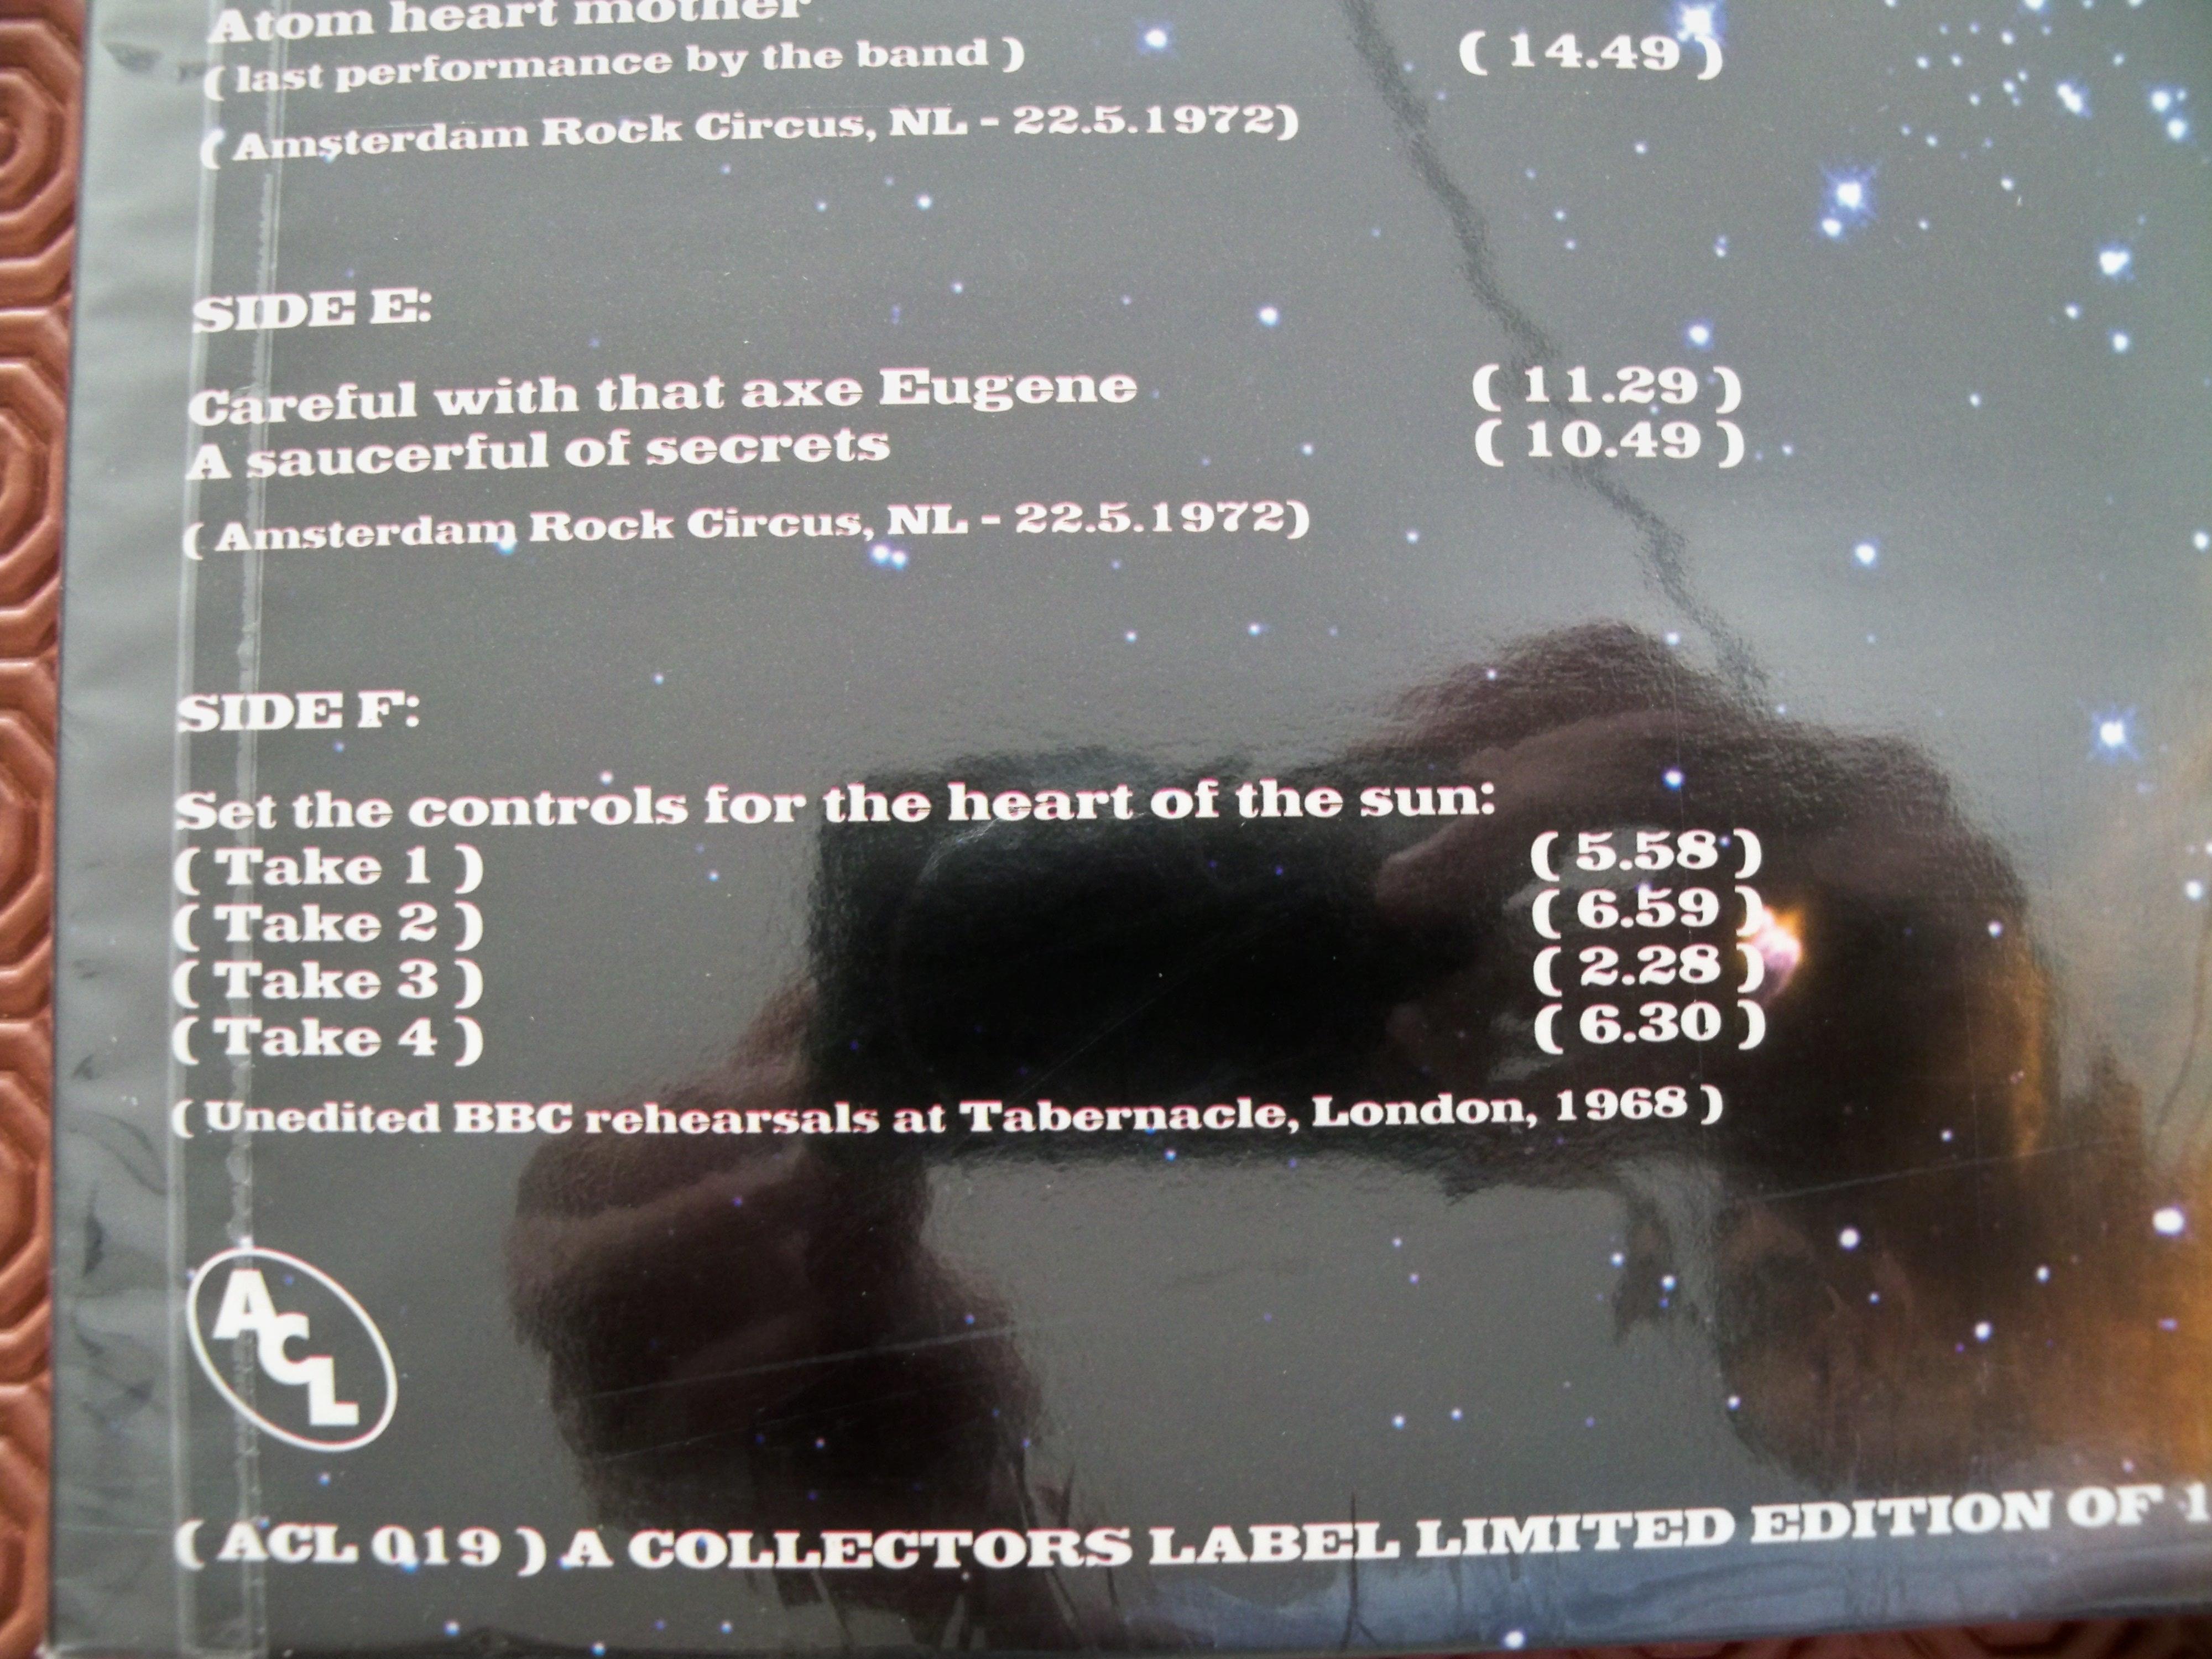 Atom heart mother
( last performance by the band ) ( 14.49 )
( Amsterdam Rock Circus, NL - 22.5.1972)
SIDE E:
Careful with that axe Eugene ( 11.29 )
A saucerful of secrets ( 10.49 )
( Amsterdam Rock Circus, NL - 22.5.1972)
SIDE F:
Set the controls for the heart of the sun:
( Take 1 ) ( 5.58 )
( Take 2 ) ( 6.59 )
( Take 3 ) ( 2.28 )
( Take 4 ) ( 6.30 )
( Unedited BBC rehearsals at Tabernacle, London, 1968 )
ACL
( ACL 019 ) A COLLECTORS LABEL LIMITED EDITION OF